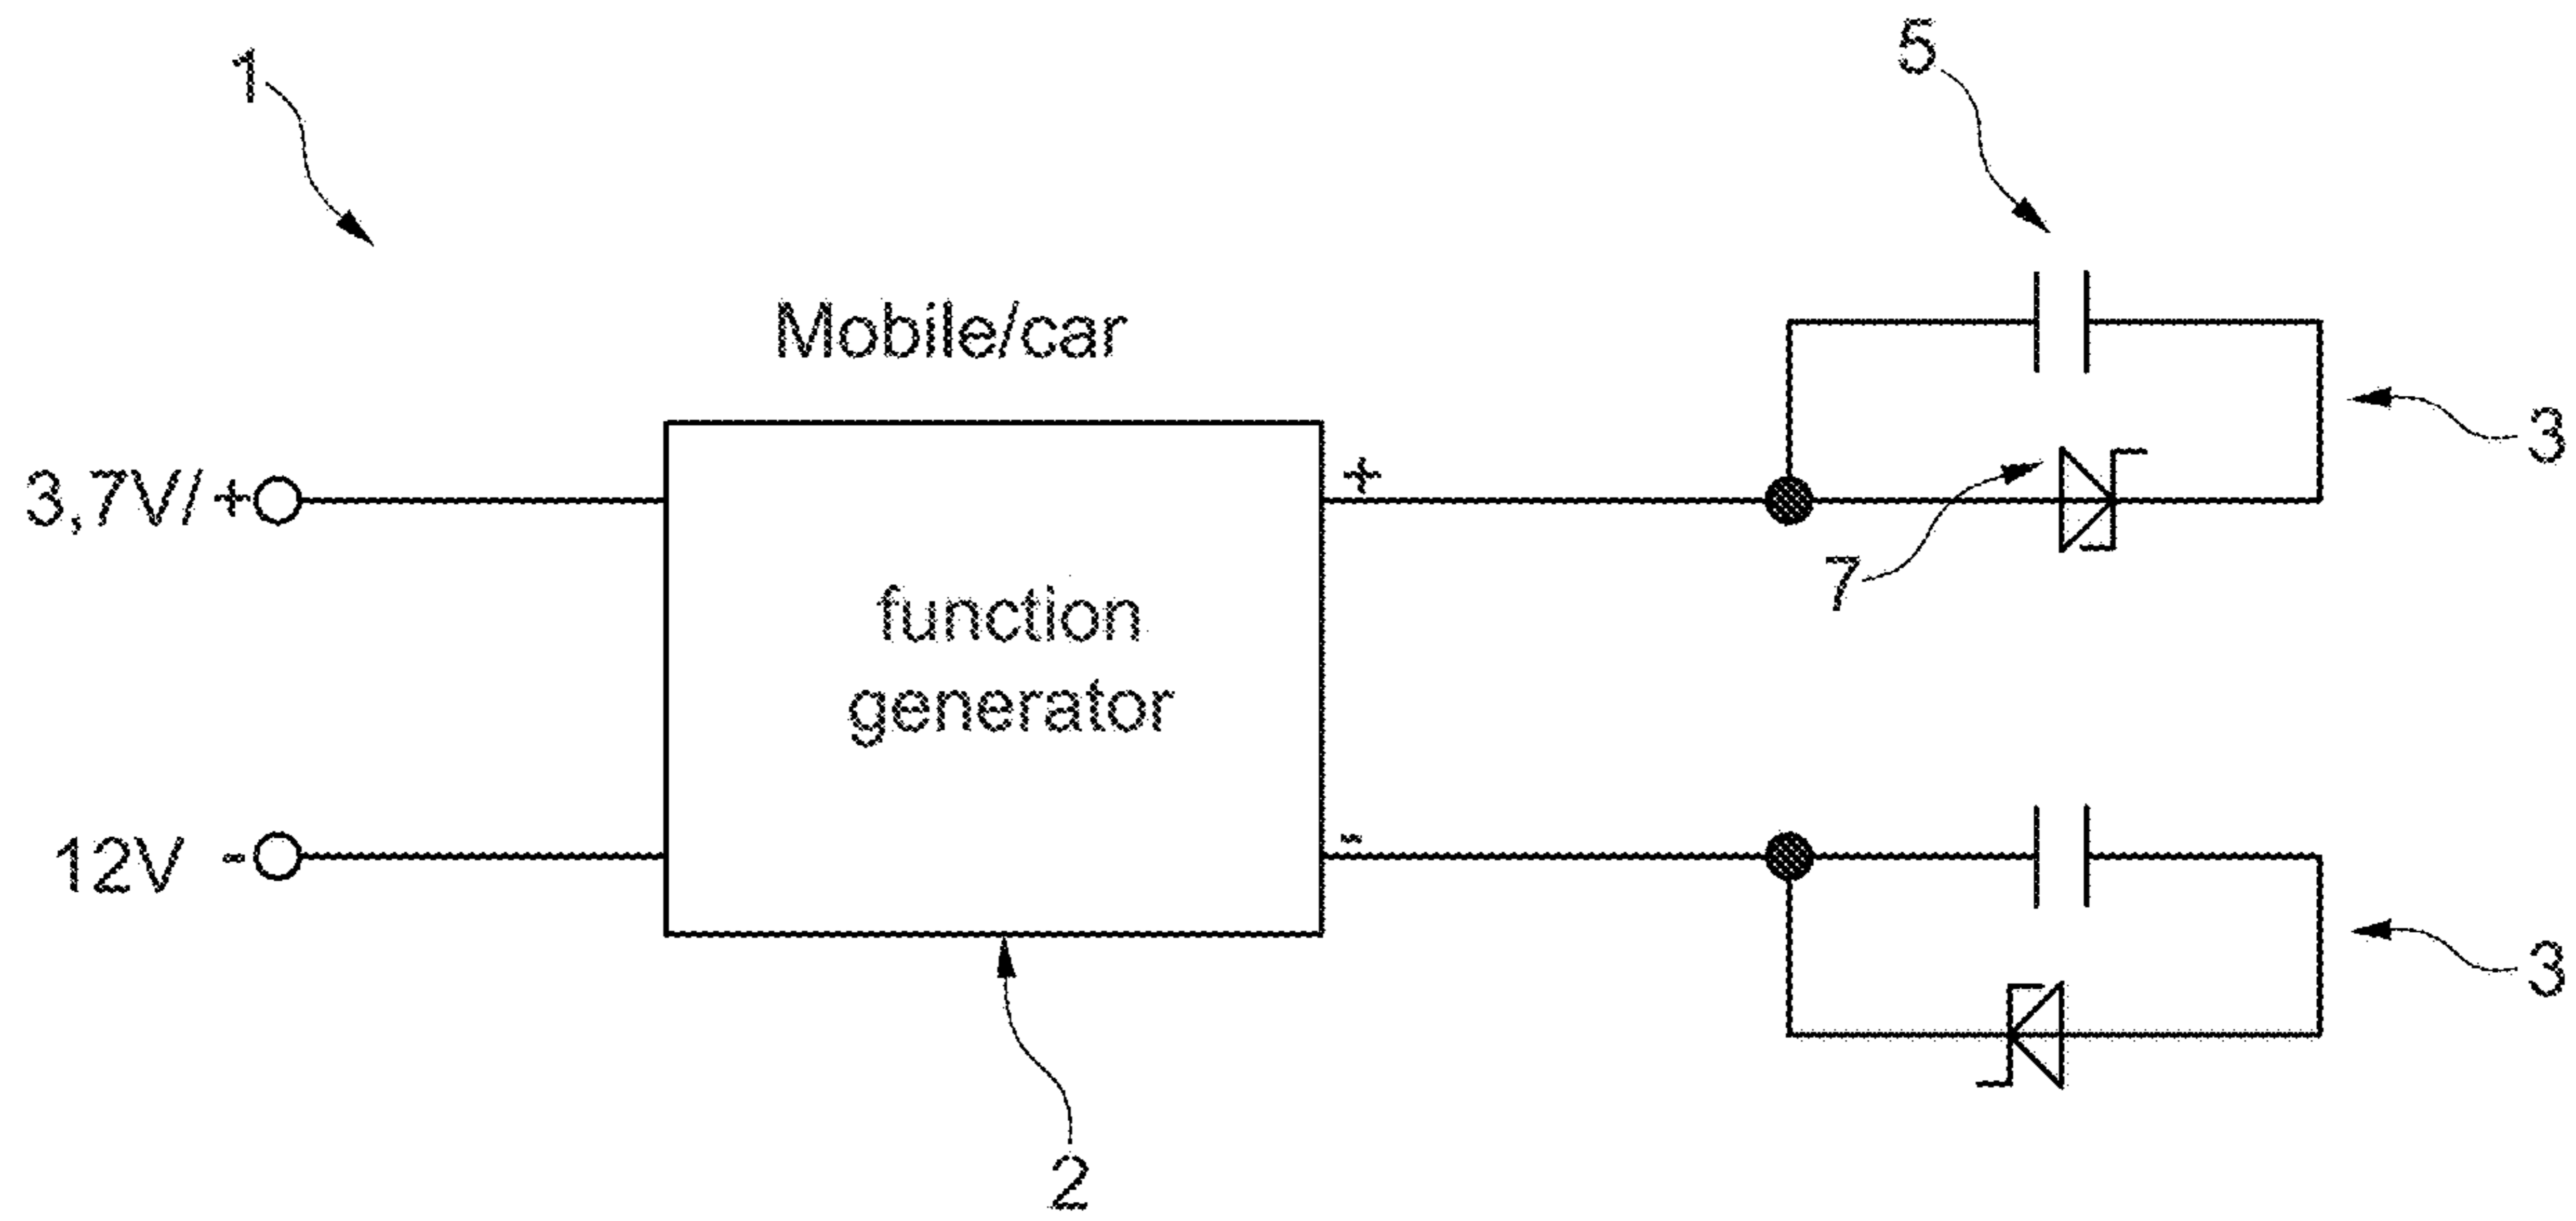 1
5
Mobile/car
3
3,7V/ +
+
7
function
generator
12V -
-
3
2